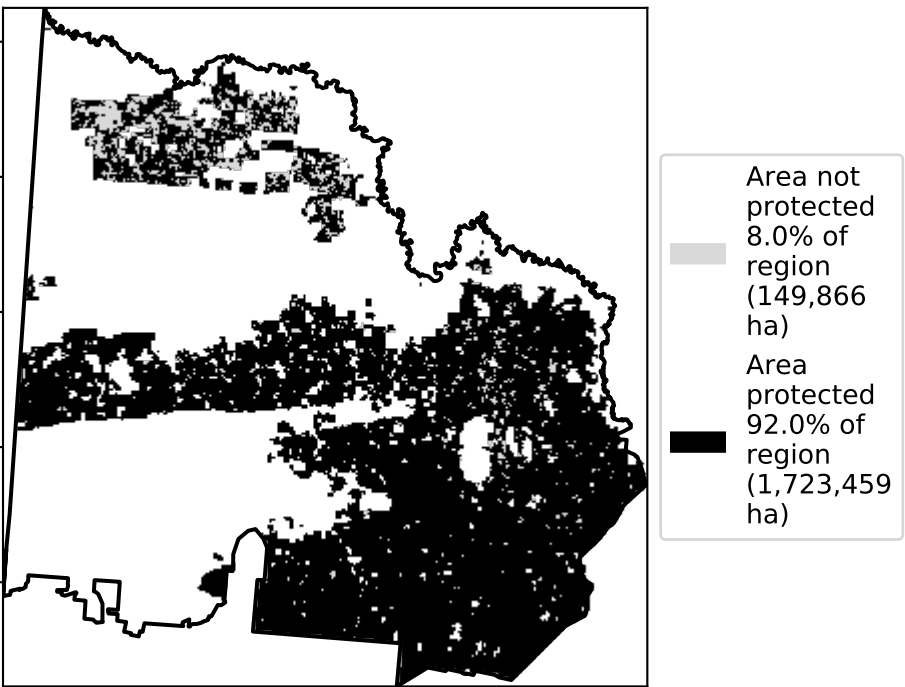 Area not
protected
8.0% of
region
(149,866
ha)
Area
protected
92.0% of
region
(1,723,459
ha)